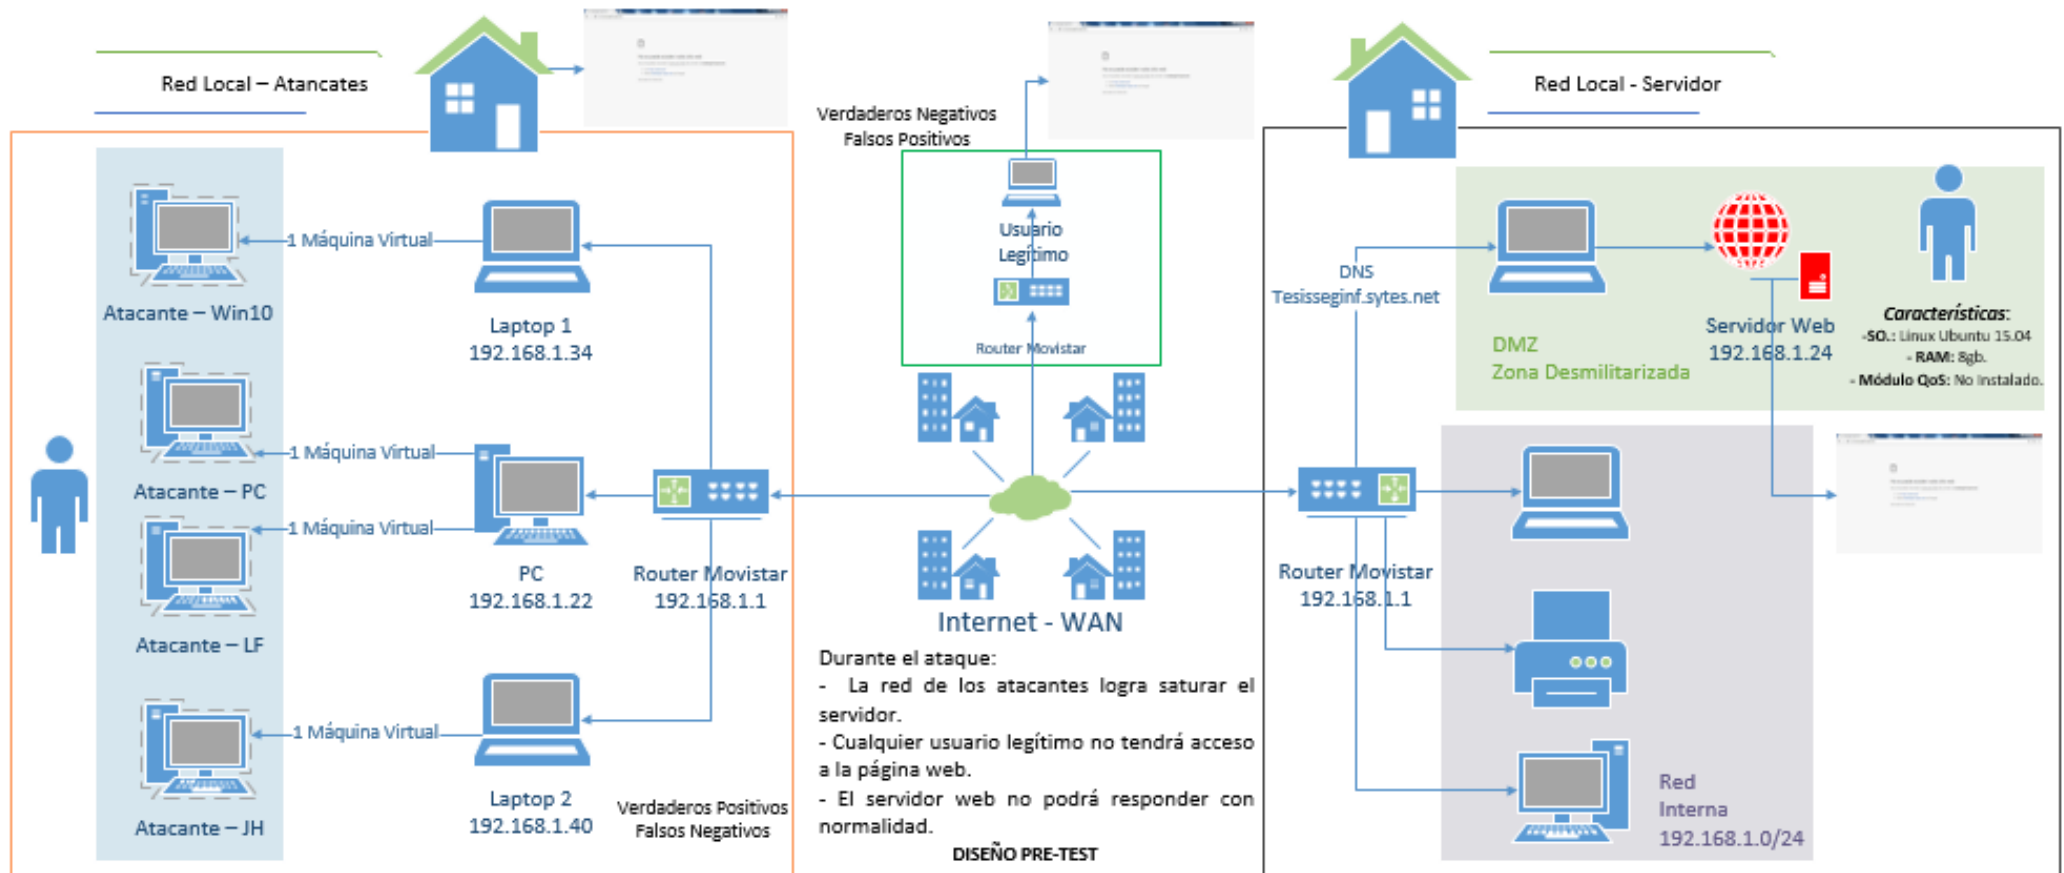 Red Local – Atancates
1 Máquina Virtual
Atacante – Win10
Laptop 1
192.168.1.34
1 Máquina Virtual
Atacante – PC
1 Máquina Virtual
Atacante – LF
PC
192.168.1.22
Router Movistar
192.168.1.1
1 Máquina Virtual
Atacante – JH
Laptop 2
192.168.1.40
Verdaderos Positivos
Falsos Negativos
Verdaderos Negativos
Falsos Positivos
Usuario
Legítimo
Router Movistar
Internet - WAN
Durante el ataque:
- La red de los atacantes logra saturar el
servidor.
- Cualquier usuario legítimo no tendrá acceso
a la página web.
- El servidor web no podrá responder con
normalidad.
DISEÑO PRE-TEST
Red Local - Servidor
DNS
Tesisseginf.sytes.net
DMZ
Zona Desmilitarizada
Servidor Web
192.168.1.24
Características:
-SO.: Linux Ubuntu 15.04
- RAM: 8gb.
- Módulo QoS: No Instalado.
Router Movistar
192.168.1.1
Red
Interna
192.168.1.0/24